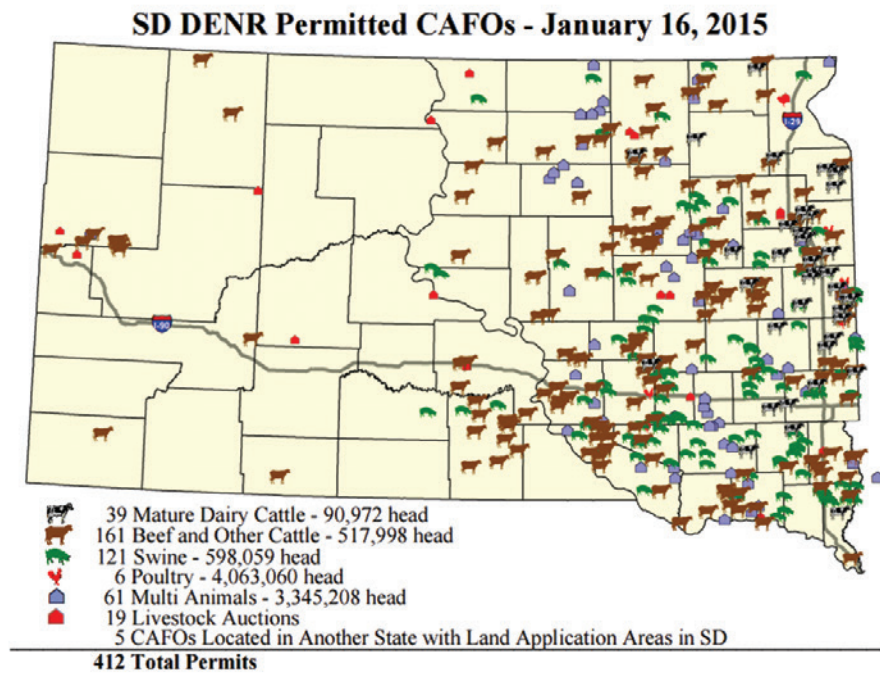 SD DENR Permitted CAFOs - January 16, 2015
I-29
I-90
39 Mature Dairy Cattle - 90,972 head
161 Beef and Other Cattle - 517,998 head
121 Swine - 598,059 head
6 Poultry - 4,063,060 head
61 Multi Animals - 3,345,208 head
19 Livestock Auctions
5 CAFOs Located in Another State with Land Application Areas in SD
412 Total Permits